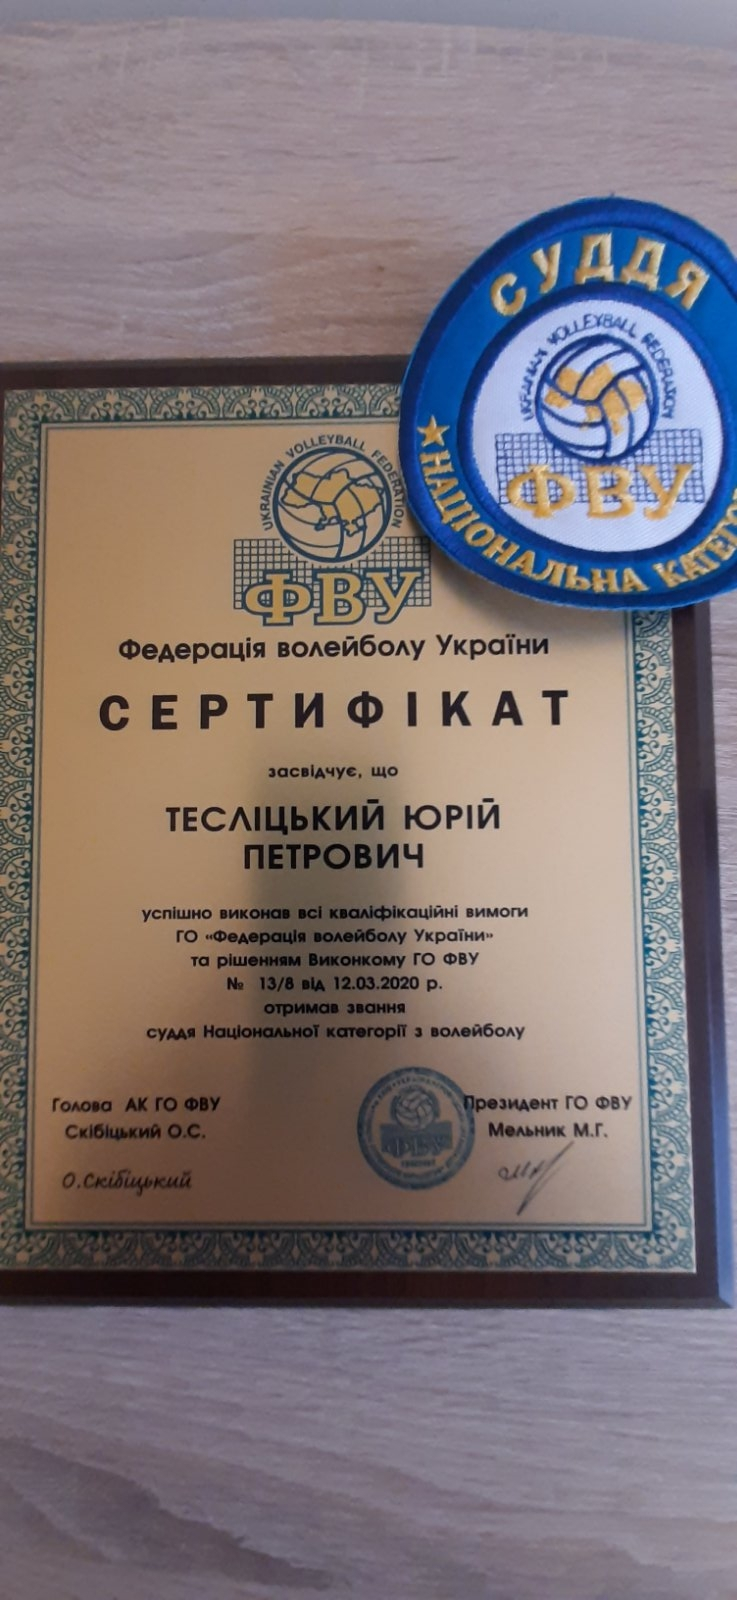 СУДДЯ
UKRAINIAN VOLLEYBALL FEDERATION
ФВУ
★НАЦІОНАЛЬНА
UKRAINIAN VOLLEYBALL FEDERATION
ФВУ
Федерація волейболу України
СЕРТИФІКАТ
засвідчує, що
ТЕСЛІЦЬКИЙ ЮРІЙ
ПЕТРОВИЧ
успішно виконав всі кваліфікаційні вимоги
ГО «Федерація волейболу України»
та рішенням Виконкому ГО ФВУ
№ 13/8 від 12.03.2020 р.
отримав звання
суддя Національної категорії з волейболу
Голова АК ГО ФВУ
Скібіцький О.С.
О.Скібіцький
ФВУ
Президент ГО ФВУ
Мельник М.Г.